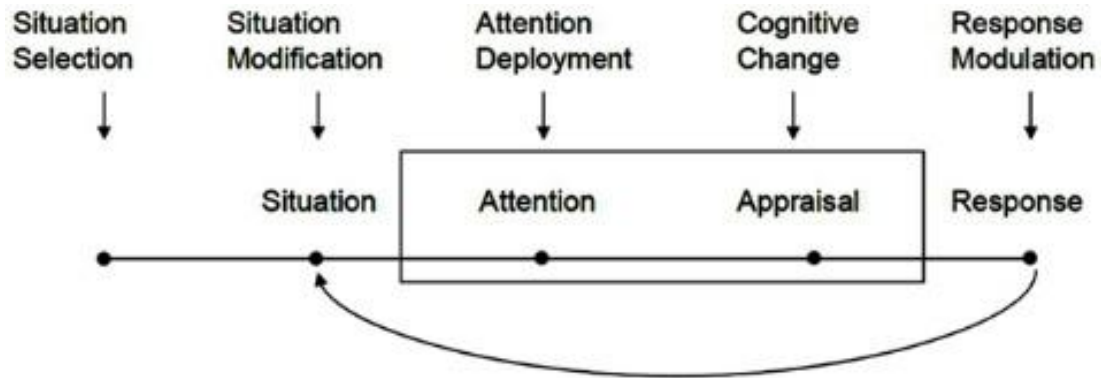 Situation Selection
Situation Modification
Attention Deployment
Cognitive Change
Response Modulation
Situation
Attention
Appraisal
Response